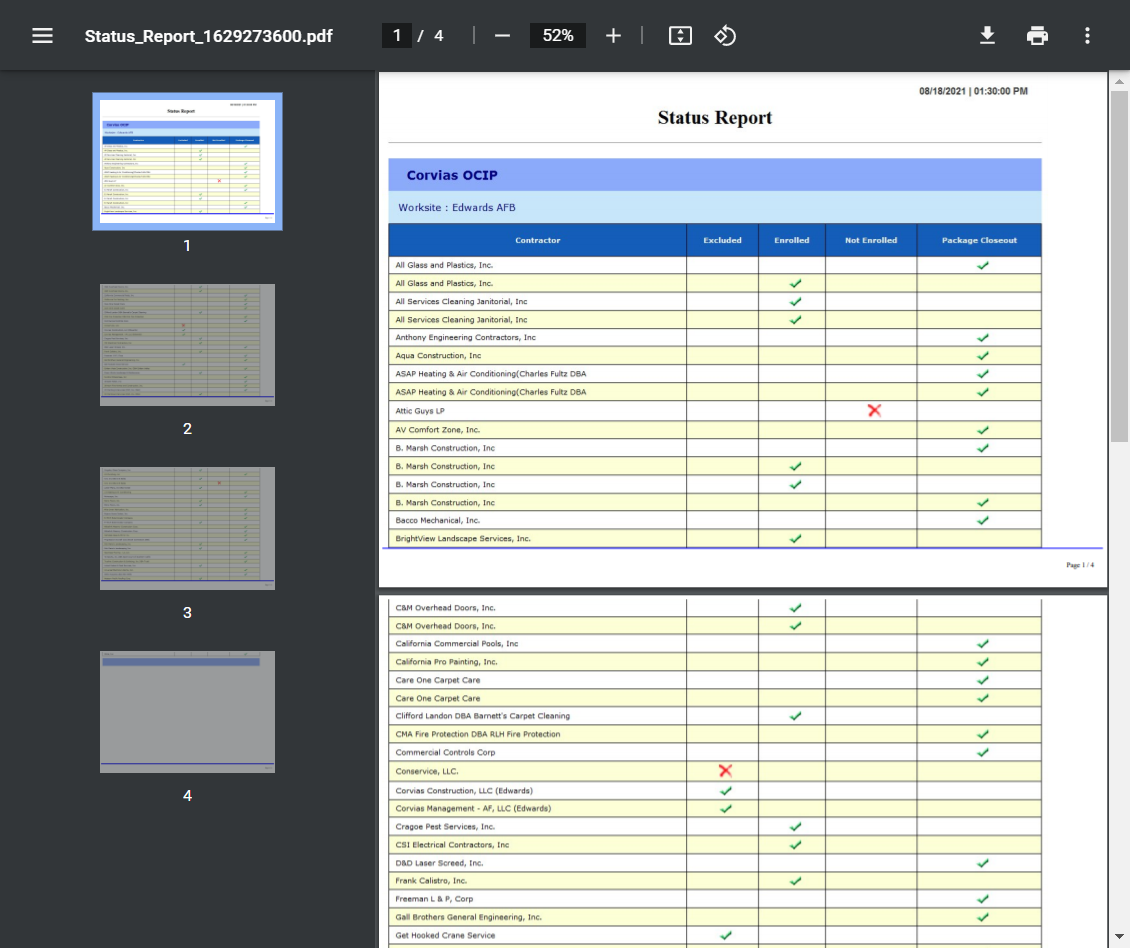 Status_Report_1629273600.pdf
1 / 4
52%
1
2
3
4
08/18/2021 | 01:30:00 PM
Status Report
Corvias OCIP
Worksite : Edwards AFB
Contractor Excluded Enrolled Not Enrolled Package Closeout
All Glass and Plastics, Inc.
All Glass and Plastics, Inc.
All Services Cleaning Janitorial, Inc
All Services Cleaning Janitorial, Inc
Anthony Engineering Contractors, Inc
Aqua Construction, Inc
ASAP Heating & Air Conditioning(Charles Fultz DBA
ASAP Heating & Air Conditioning(Charles Fultz DBA
Attic Guys LP
AV Comfort Zone, Inc.
B. Marsh Construction, Inc
B. Marsh Construction, Inc
B. Marsh Construction, Inc
B. Marsh Construction, Inc
Bacco Mechanical, Inc.
BrightView Landscape Services, Inc.
Page 1 / 4
C&M Overhead Doors, Inc.
C&M Overhead Doors, Inc.
California Commercial Pools, Inc
California Pro Painting, Inc.
Care One Carpet Care
Care One Carpet Care
Clifford Landon DBA Barnett's Carpet Cleaning
CMA Fire Protection DBA RLH Fire Protection
Commercial Controls Corp
Conservice, LLC.
Corvias Construction, LLC (Edwards)
Corvias Management - AF, LLC (Edwards)
Cragoe Pest Services, Inc.
CSI Electrical Contractors, Inc
D&D Laser Screed, Inc.
Frank Calistro, Inc.
Freeman L & P, Corp
Gall Brothers General Engineering, Inc.
Get Hooked Crane Service